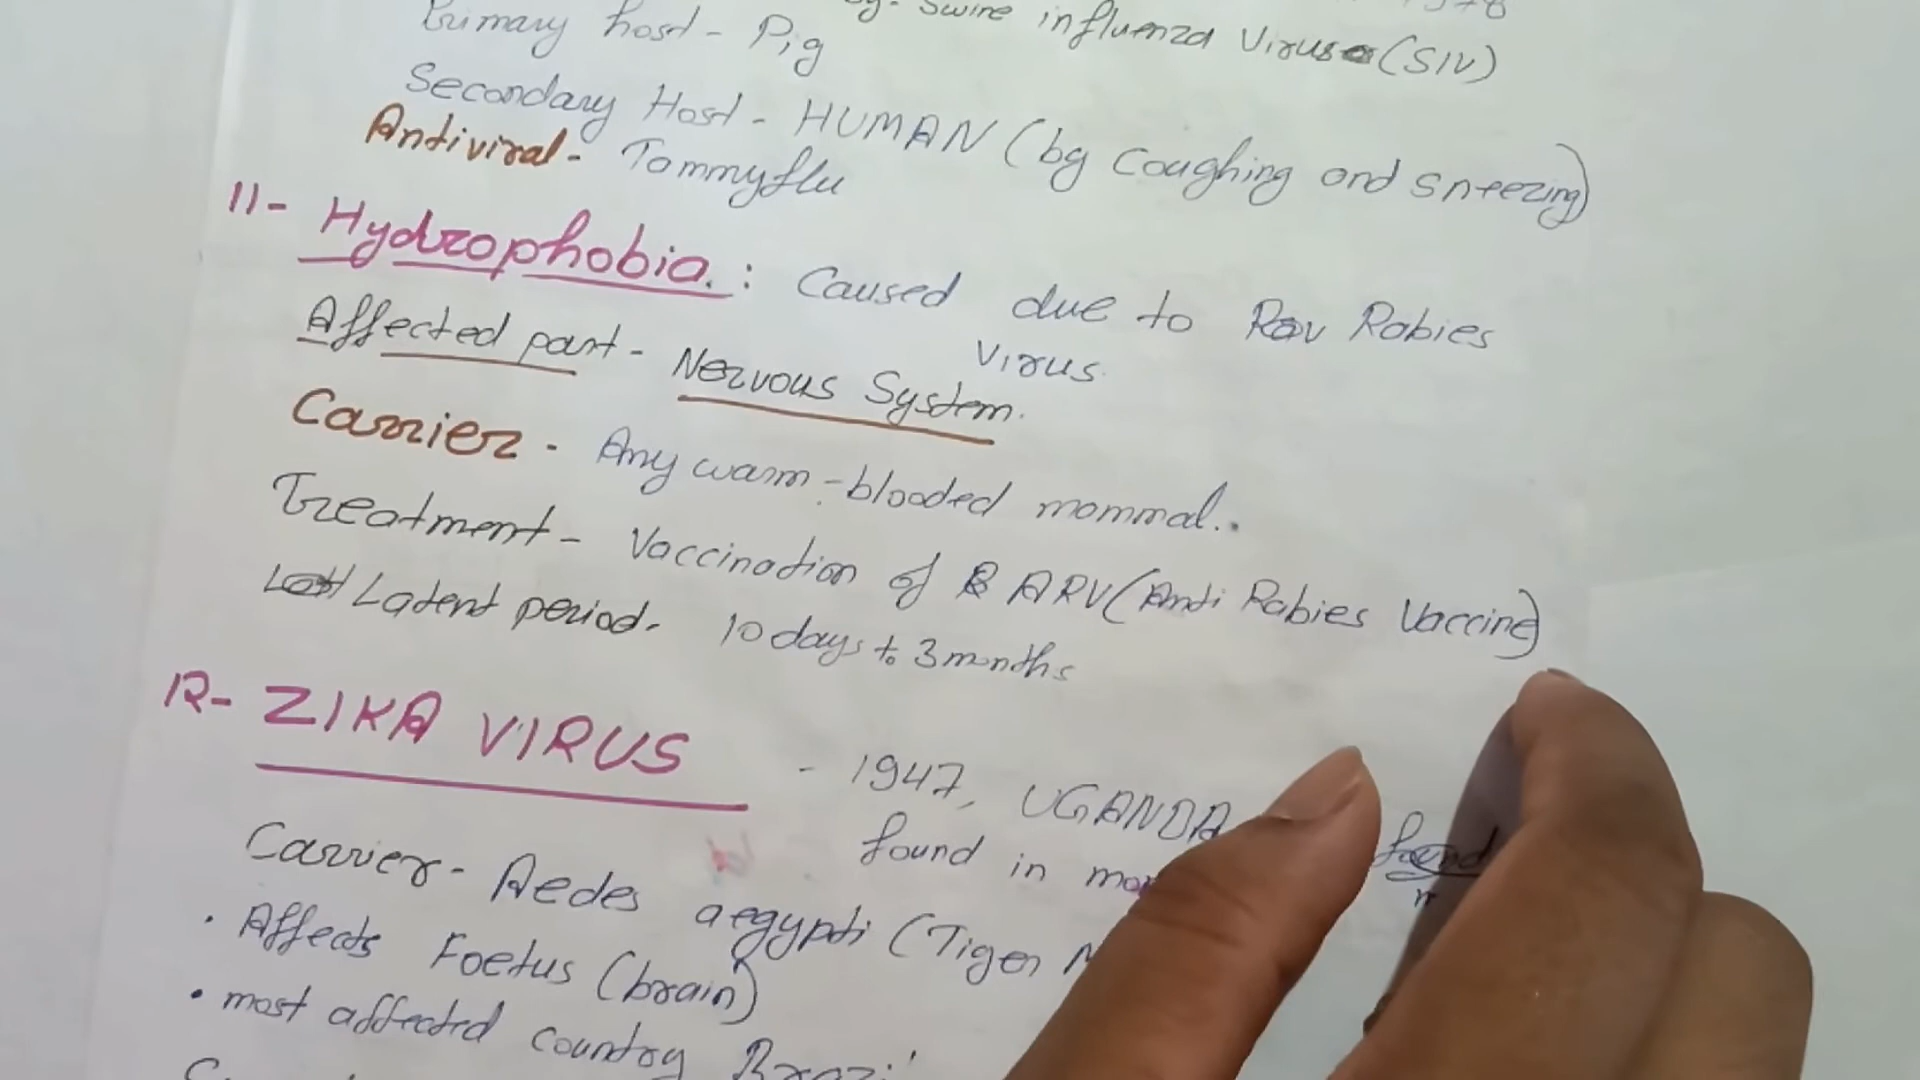 Swine influenza Virus (SIV)
Primary host - Pig
Secondary Host - HUMAN (by Coughing and sneezing)
Antiviral - Tommyflu
11- Hydrophobia : Caused due to Rabies
Virus.
Affected part - Nervous System.
Carrier - Any warm-blooded mammal.
Treatment - Vaccination of ARV (Anti Rabies Vaccine)
Latent period - 10 days to 3 months
12- ZIKA VIRUS - 1947, UGANDA
found in
Carrier - Aedes aegypti (Tiger
• Affects Foetus (brain)
• most affected country